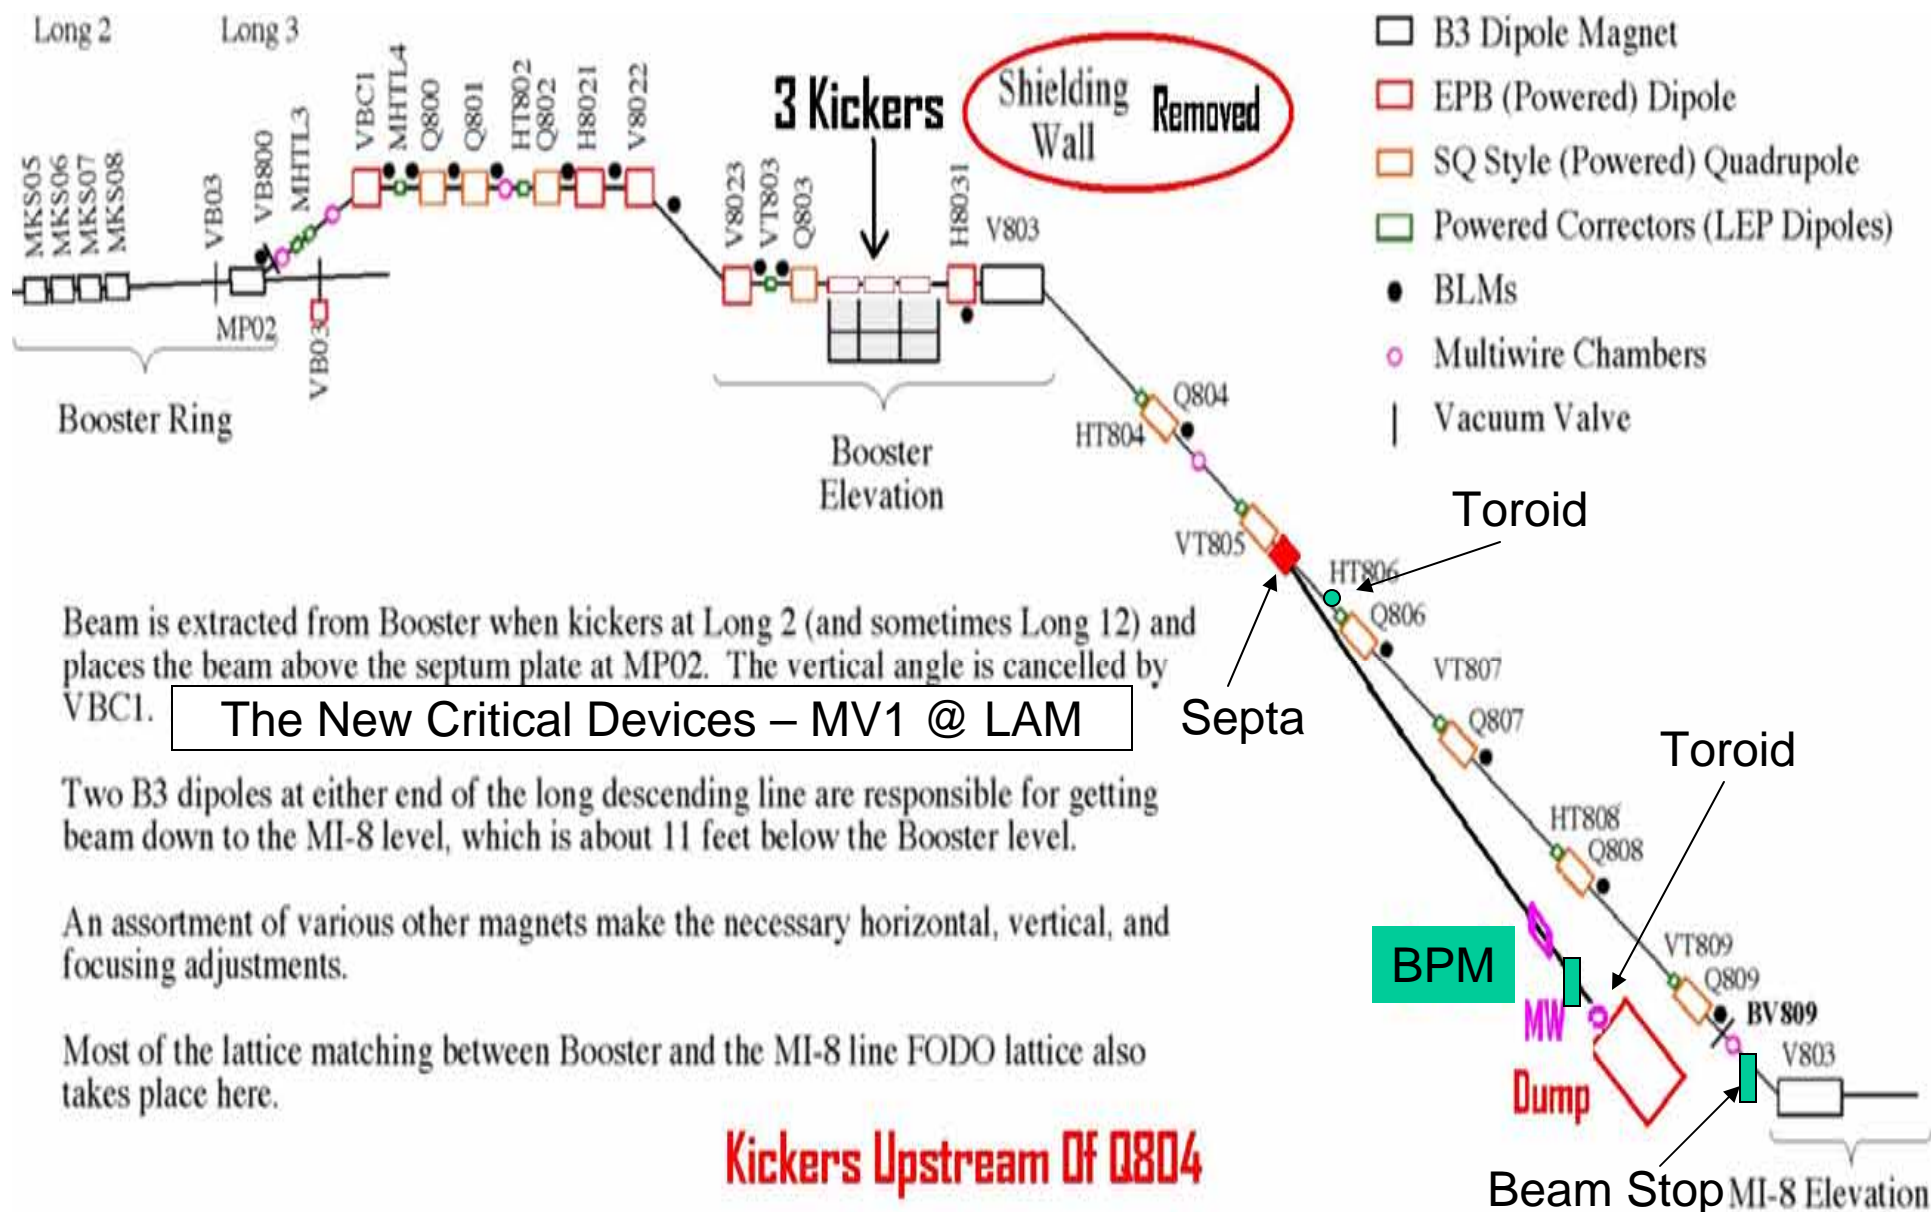 Long 2
Long 3
MKS05
MKS06
MKS07
MKS08
VB03
VB800
MHTL3
VBC1
MHTL4
Q800
Q801
HT802
Q802
H8021
V8022
MP02
VB03
Booster Ring
3 Kickers
Shielding
Wall
Removed
V8023
VT803
Q803
H8031
V803
Booster
Elevation
B3 Dipole Magnet
EPB (Powered) Dipole
SQ Style (Powered) Quadrupole
Powered Correctors (LEP Dipoles)
BLMs
Multiwire Chambers
Vacuum Valve
Q804
HT804
VT805
Toroid
HT806
Q806
VT807
Q807
Septa
Toroid
HT808
Q808
VT809
Q809
BV809
V803
BPM
MW
Dump
Beam Stop
MI-8 Elevation
Beam is extracted from Booster when kickers at Long 2 (and sometimes Long 12) and
places the beam above the septum plate at MP02. The vertical angle is cancelled by
VBC1.
The New Critical Devices – MV1 @ LAM
Two B3 dipoles at either end of the long descending line are responsible for getting
beam down to the MI-8 level, which is about 11 feet below the Booster level.
An assortment of various other magnets make the necessary horizontal, vertical, and
focusing adjustments.
Most of the lattice matching between Booster and the MI-8 line FODO lattice also
takes place here.
Kickers Upstream Of Q804